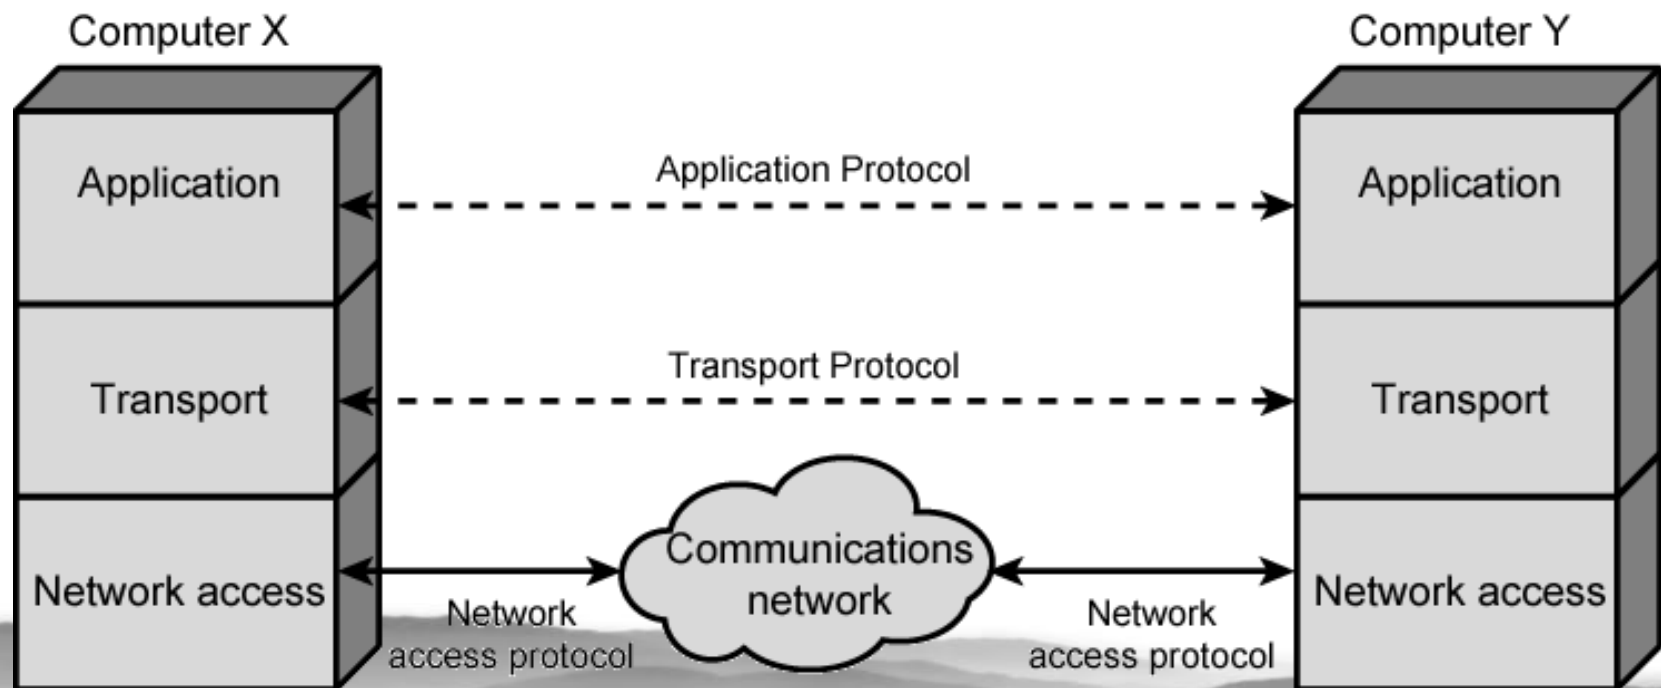 Computer X
Computer Y
Application
Application Protocol
Application
Transport Protocol
Transport
Transport
Communications
network
Network access
Network access
Network
access protocol
Network
access protocol